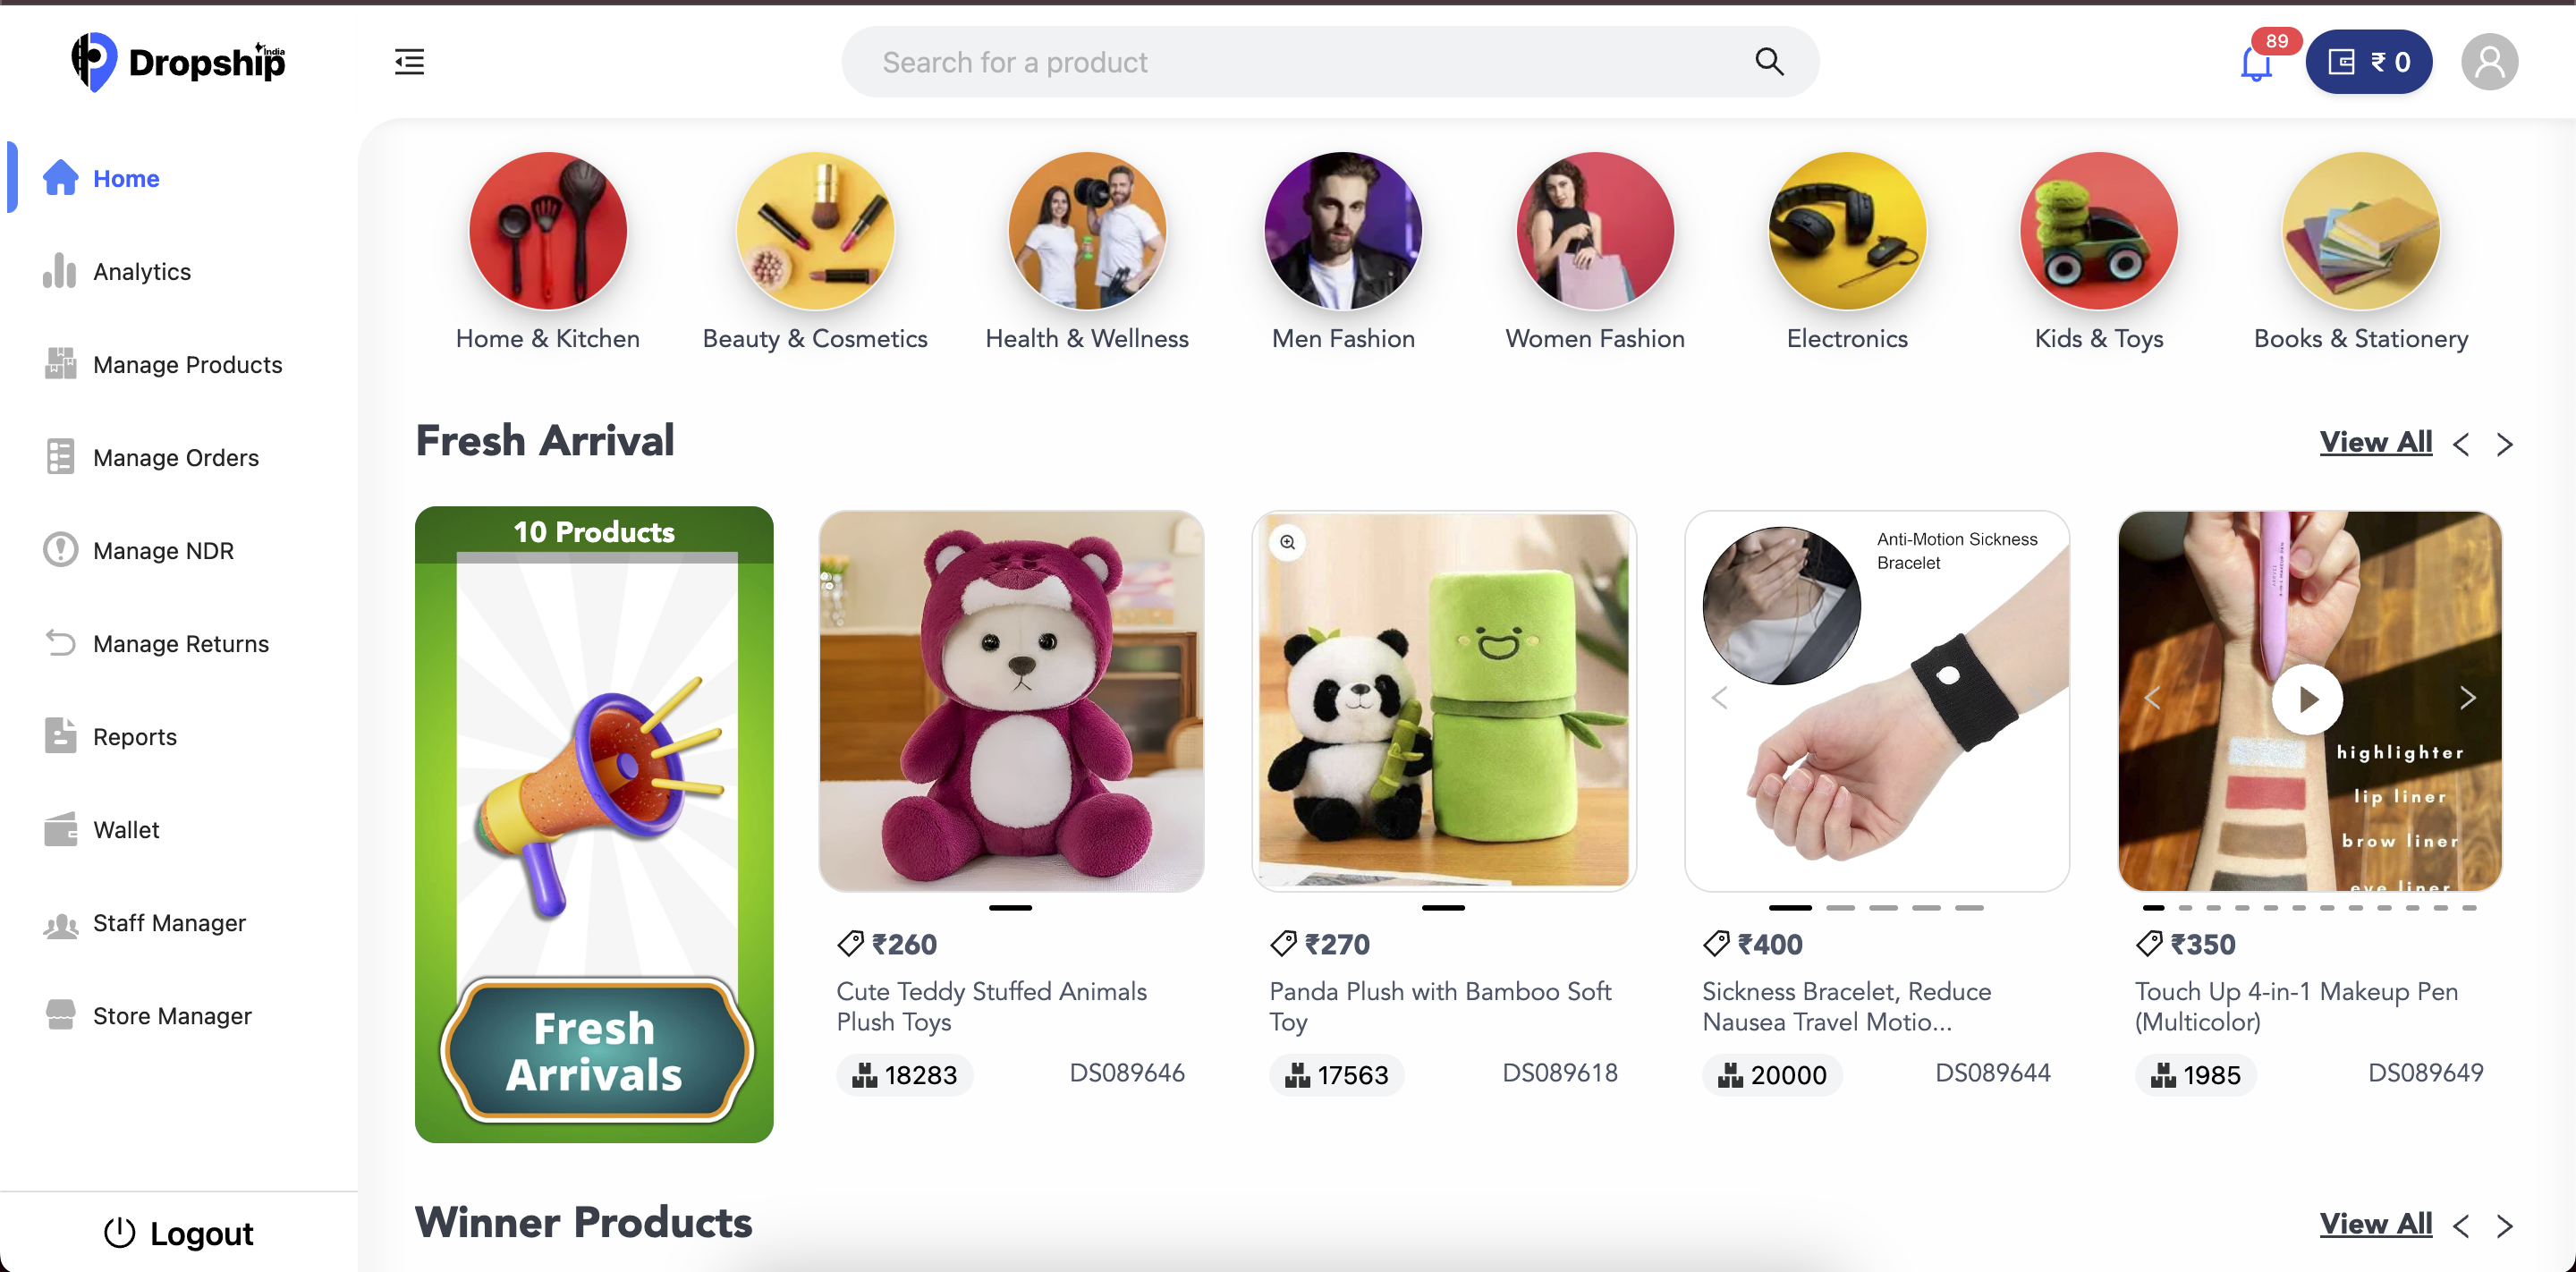 Dropship
India
Search for a product
89
₹ 0
Home
Analytics
Manage Products
Manage Orders
Manage NDR
Manage Returns
Reports
Wallet
Staff Manager
Store Manager
Logout
Home & Kitchen
Beauty & Cosmetics
Health & Wellness
Men Fashion
Women Fashion
Electronics
Kids & Toys
Books & Stationery
Fresh Arrival
View All
10 Products
Fresh
Arrivals
₹260
Cute Teddy Stuffed Animals
Plush Toys
18283
DS089646
₹270
Panda Plush with Bamboo Soft
Toy
17563
DS089618
Anti-Motion Sickness
Bracelet
₹400
Sickness Bracelet, Reduce
Nausea Travel Motio...
20000
DS089644
highlighter
lip liner
brow liner
eye liner
₹350
Touch Up 4-in-1 Makeup Pen
(Multicolor)
1985
DS089649
Winner Products
View All